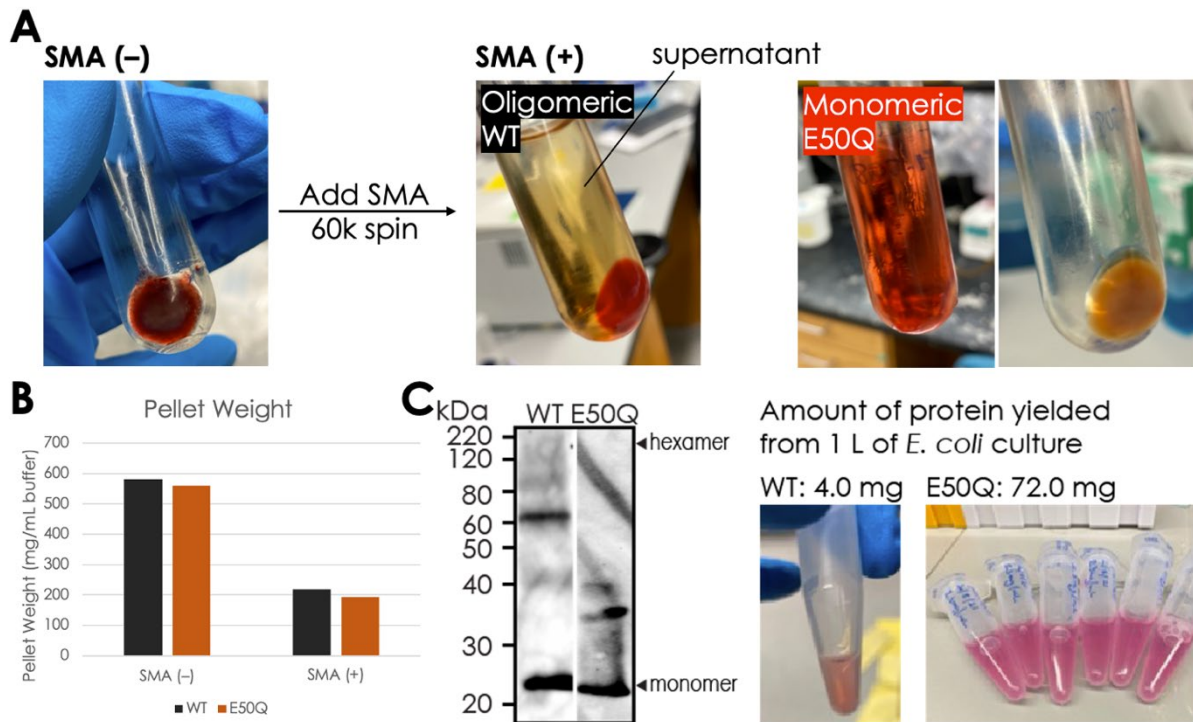 A
SMA (–)
SMA (+)
supernatant
Oligomeric
WT
Monomeric
E50Q
Add SMA
60k spin
B
Pellet Weight
Pellet Weight (mg/mL buffer)
700
600
500
400
300
200
100
0
SMA (–)
SMA (+)
WT
E50Q
C
kDa
WT E50Q
220
120
80
60
50
40
30
20
hexamer
monomer
Amount of protein yielded
from 1 L of E. coli culture
WT: 4.0 mg
E50Q: 72.0 mg